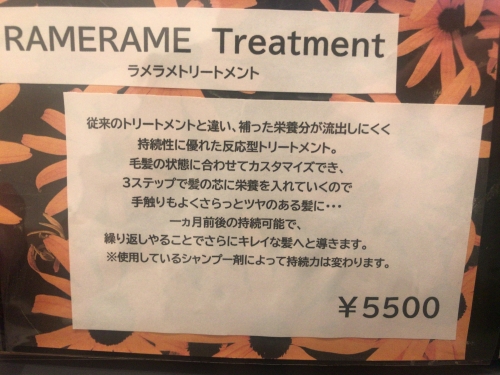 RAMERAME Treatment
ラメラメトリートメント
従来のトリートメントと違い、補った栄養分が流出しにくく
持続性に優れた反応型トリートメント。
毛髪の状態に合わせてカスタマイズでき、
3ステップで髪の芯に栄養を入れていくので
手触りもよくさらっとツヤのある髪に・・・
一ヵ月前後の持続可能で、
繰り返しやることでさらにキレイな髪へと導きます。
※使用しているシャンプー剤によって持続力は変わります。
￥5500